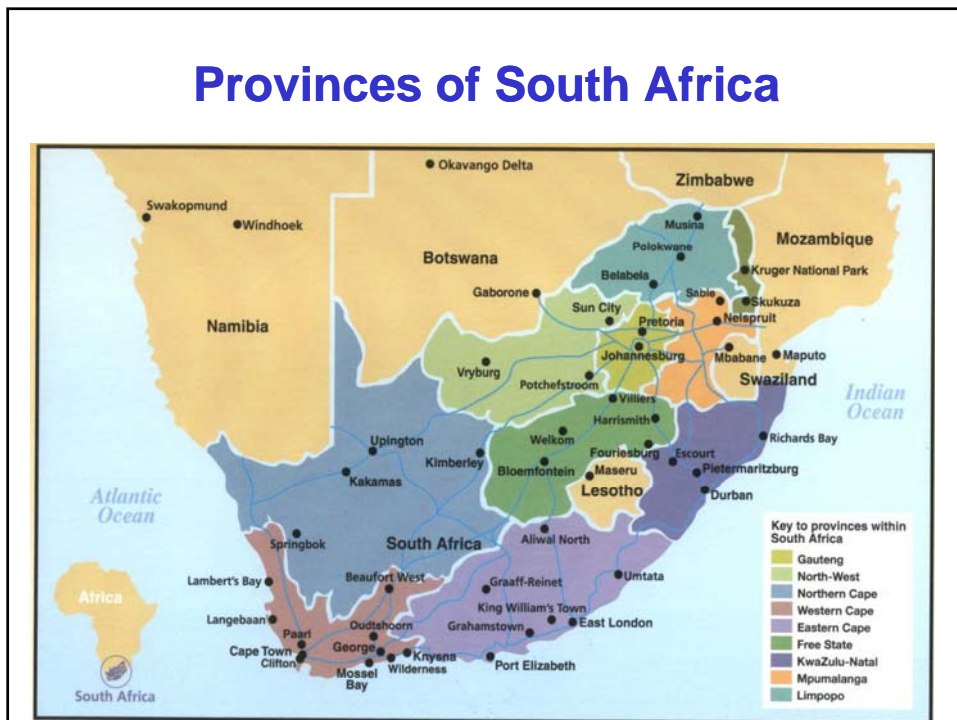 Provinces of South Africa
Okavango Delta
Zimbabwe
Swakopmund
Windhoek
Musina
Mozambique
Polokwane
Botswana
Belabela
Kruger National Park
Gaborone
Sabie
Skukuza
Sun City
Nelspruit
Namibia
Pretoria
Johannesburg
Mbabane
Maputo
Vryburg
Potchefstroom
Swaziland
Indian
Ocean
Villiers
Harrismith
Upington
Welkom
Richards Bay
Kimberley
Fouriesburg
Escourt
Bloemfontein
Maseru
Pietermaritzburg
Kakamas
Lesotho
Durban
Atlantic
Ocean
Springbok
South Africa
Aliwal North
Key to provinces within
South Africa
Gauteng
North-West
Northern Cape
Western Cape
Eastern Cape
Free State
KwaZulu-Natal
Mpumalanga
Limpopo
Lambert's Bay
Beaufort West
Graaff-Reinet
Umtata
Africa
Langebaan
King William's Town
Oudtshoorn
Grahamstown
East London
Paarl
Cape Town
George
Knysna
Clifton
Wilderness
Port Elizabeth
Mossel
Bay
South Africa